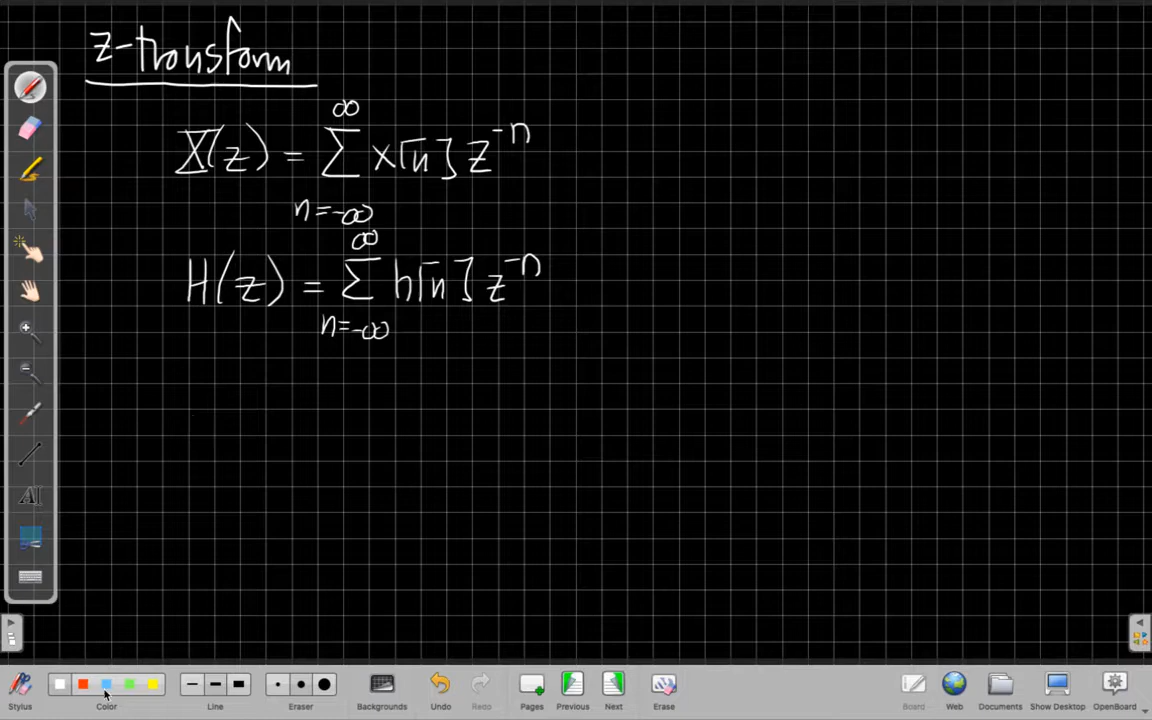 z-transform
X(z) = ∞∑n=-∞ x[n] z^-n
H(z) = ∞∑n=-∞ h[n] z^-n
Stylus Color Line Eraser Backgrounds Undo Redo Pages Previous Next Erase Board Web Documents Show Desktop OpenBoard